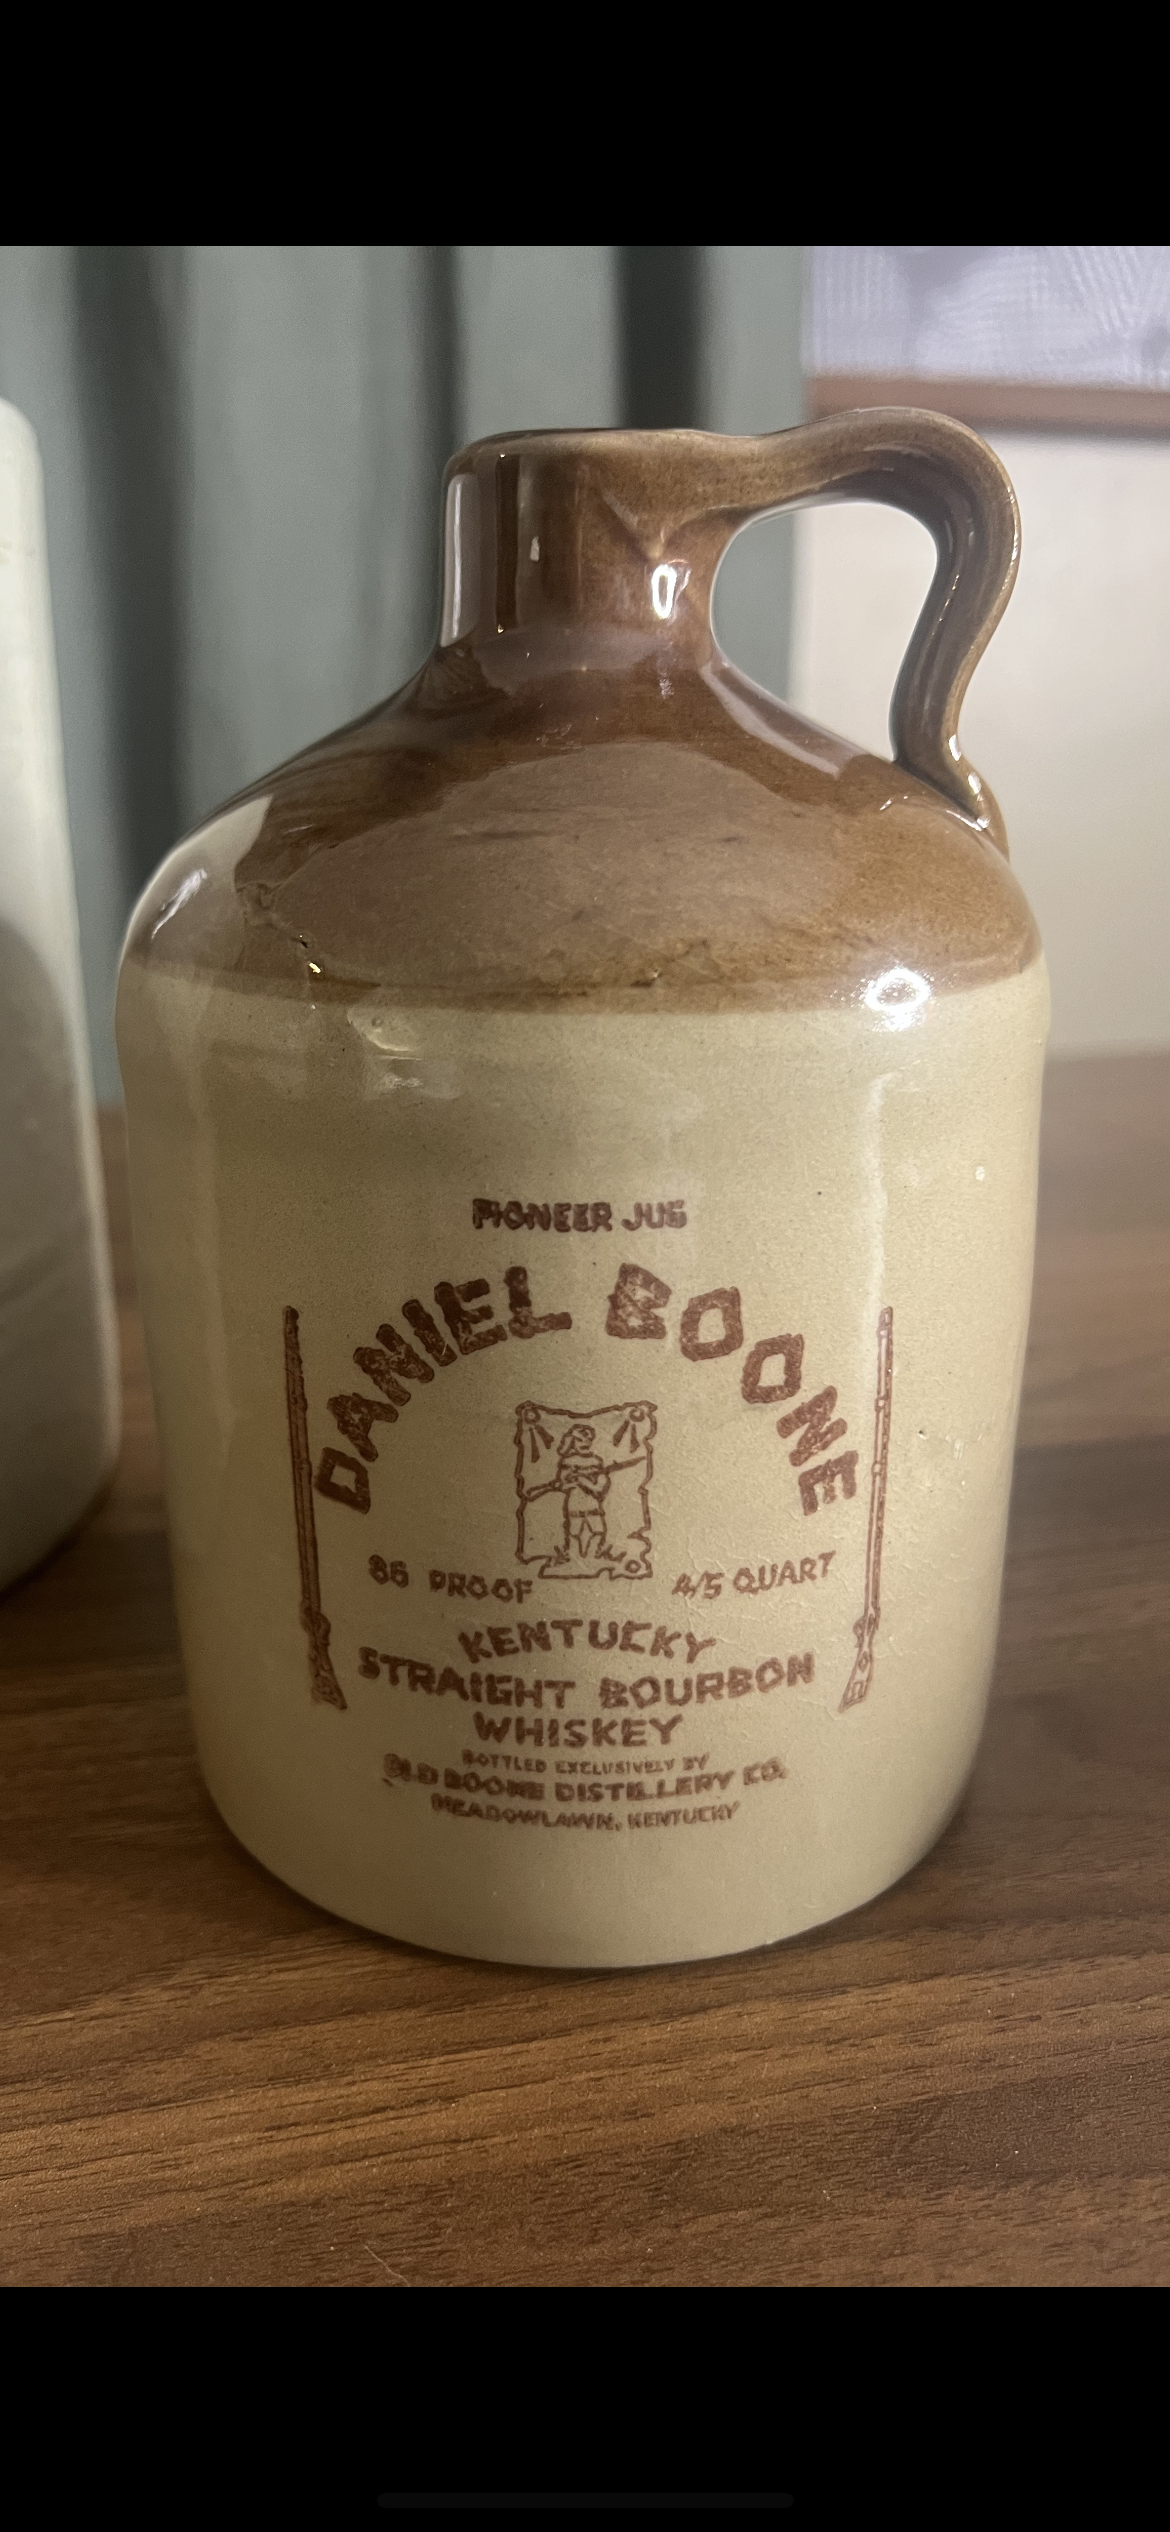 PIONEER JUG
DANIEL BOONE
86 PROOF 4/5 QUART
KENTUCKY
STRAIGHT BOURBON
WHISKEY
BOTTLED EXCLUSIVELY BY
OLD BOONE DISTILLERY CO.
MEADOWLAWN, KENTUCKY